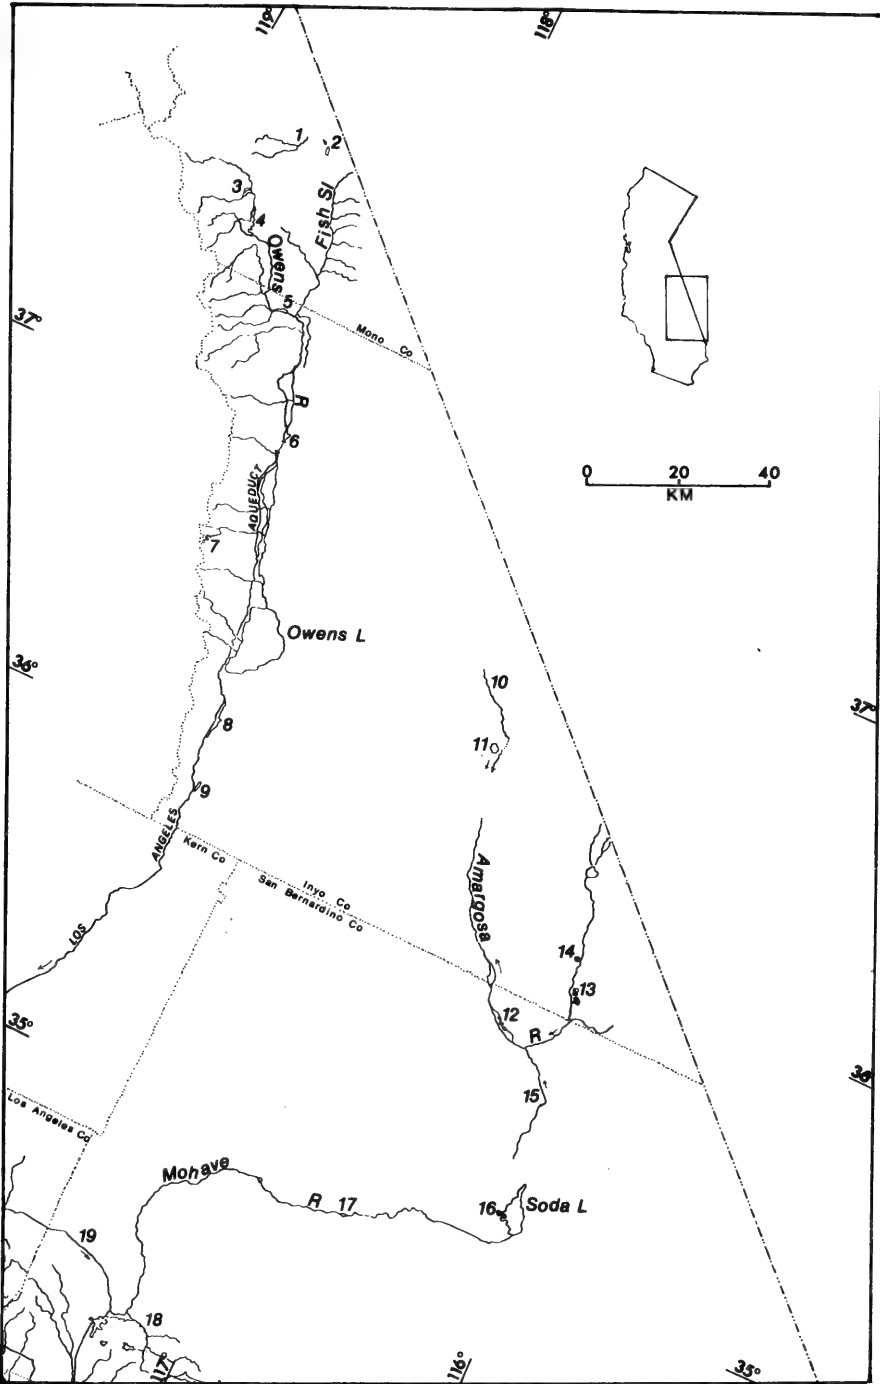 119°
118°
1
2
3
Fish Sl
4
Owens
5
37°
Mono Co
R
6
0 20 40
KM
AQUEDUCT
7
Owens L
36°
10
37°
8
11
9
ANGELES
Kern Co
Inyo Co
San Bernardino Co
Amargosa
LOS
14
13
12
R
35°
36°
15
Los Angeles Co
Mohave
R 17
16
Soda L
19
18
117°
116°
35°